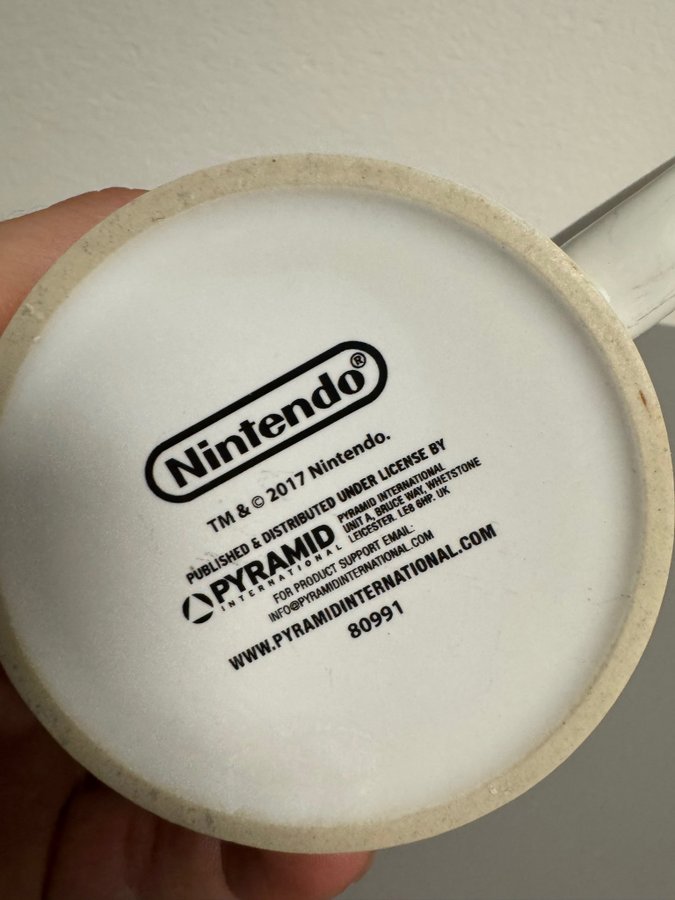 Nintendo®
TM & © 2017 Nintendo.
PUBLISHED & DISTRIBUTED UNDER LICENSE BY
PYRAMID
INTERNATIONAL
PYRAMID INTERNATIONAL
UNIT A, BRUCE WAY, WHETSTONE
LEICESTER. LE8 6HP. UK
FOR PRODUCT SUPPORT EMAIL:
INFO@PYRAMIDINTERNATIONAL.COM
WWW.PYRAMIDINTERNATIONAL.COM
80991